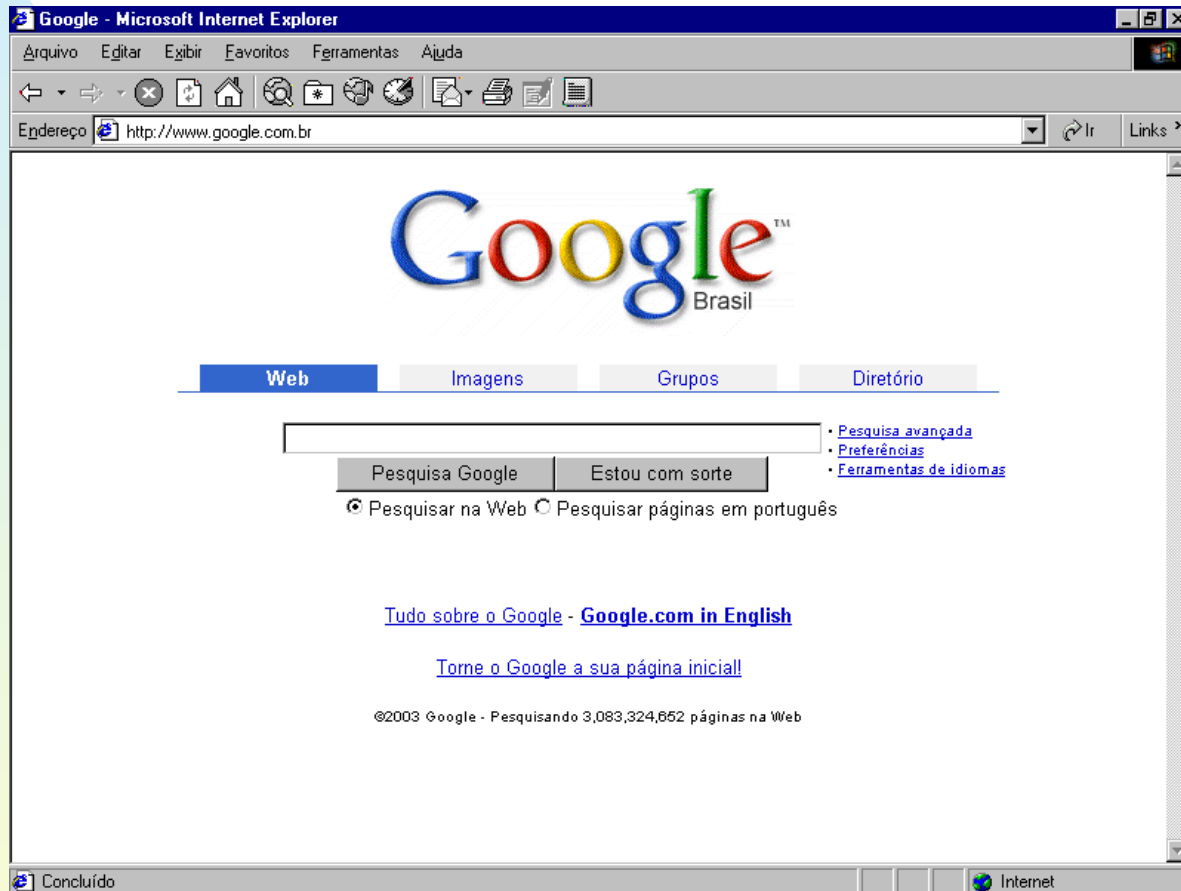 Google - Microsoft Internet Explorer
Arquivo Editar Exibir Favoritos Ferramentas Ajuda
Endereço http://www.google.com.br Ir Links »
Google™
Brasil
Web Imagens Grupos Diretório
• Pesquisa avançada
• Preferências
• Ferramentas de idiomas
Pesquisa Google Estou com sorte
Pesquisar na Web Pesquisar páginas em português
Tudo sobre o Google - Google.com in English
Torne o Google a sua página inicial!
©2003 Google - Pesquisando 3,083,324,652 páginas na Web
Concluído Internet